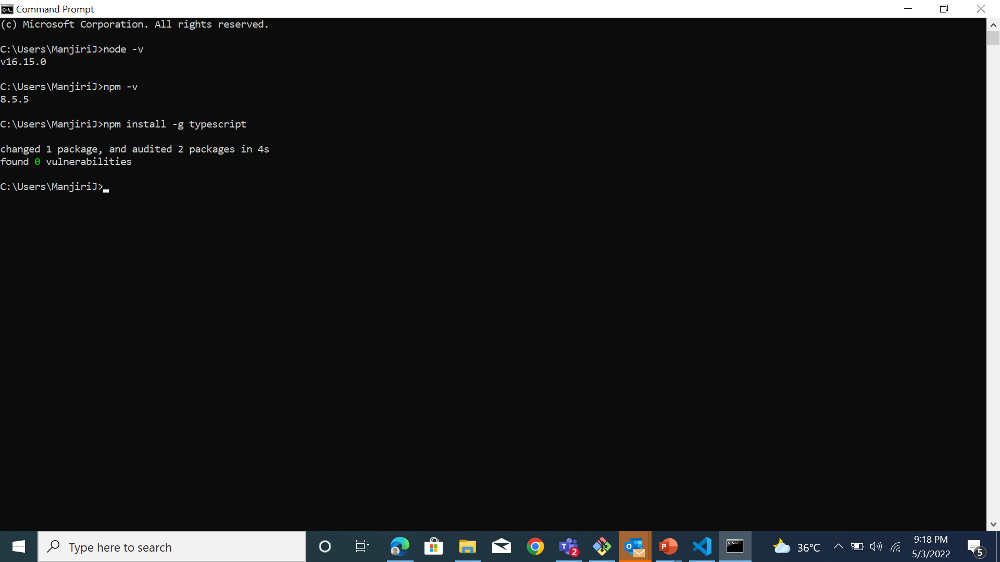 Command Prompt
(c) Microsoft Corporation. All rights reserved.
C:\Users\ManjiriJ>node -v
v16.15.0
C:\Users\ManjiriJ>npm -v
8.5.5
C:\Users\ManjiriJ>npm install -g typescript
changed 1 package, and audited 2 packages in 4s
found 0 vulnerabilities
C:\Users\ManjiriJ>
Type here to search
2
36°C
9:18 PM
5/3/2022
5